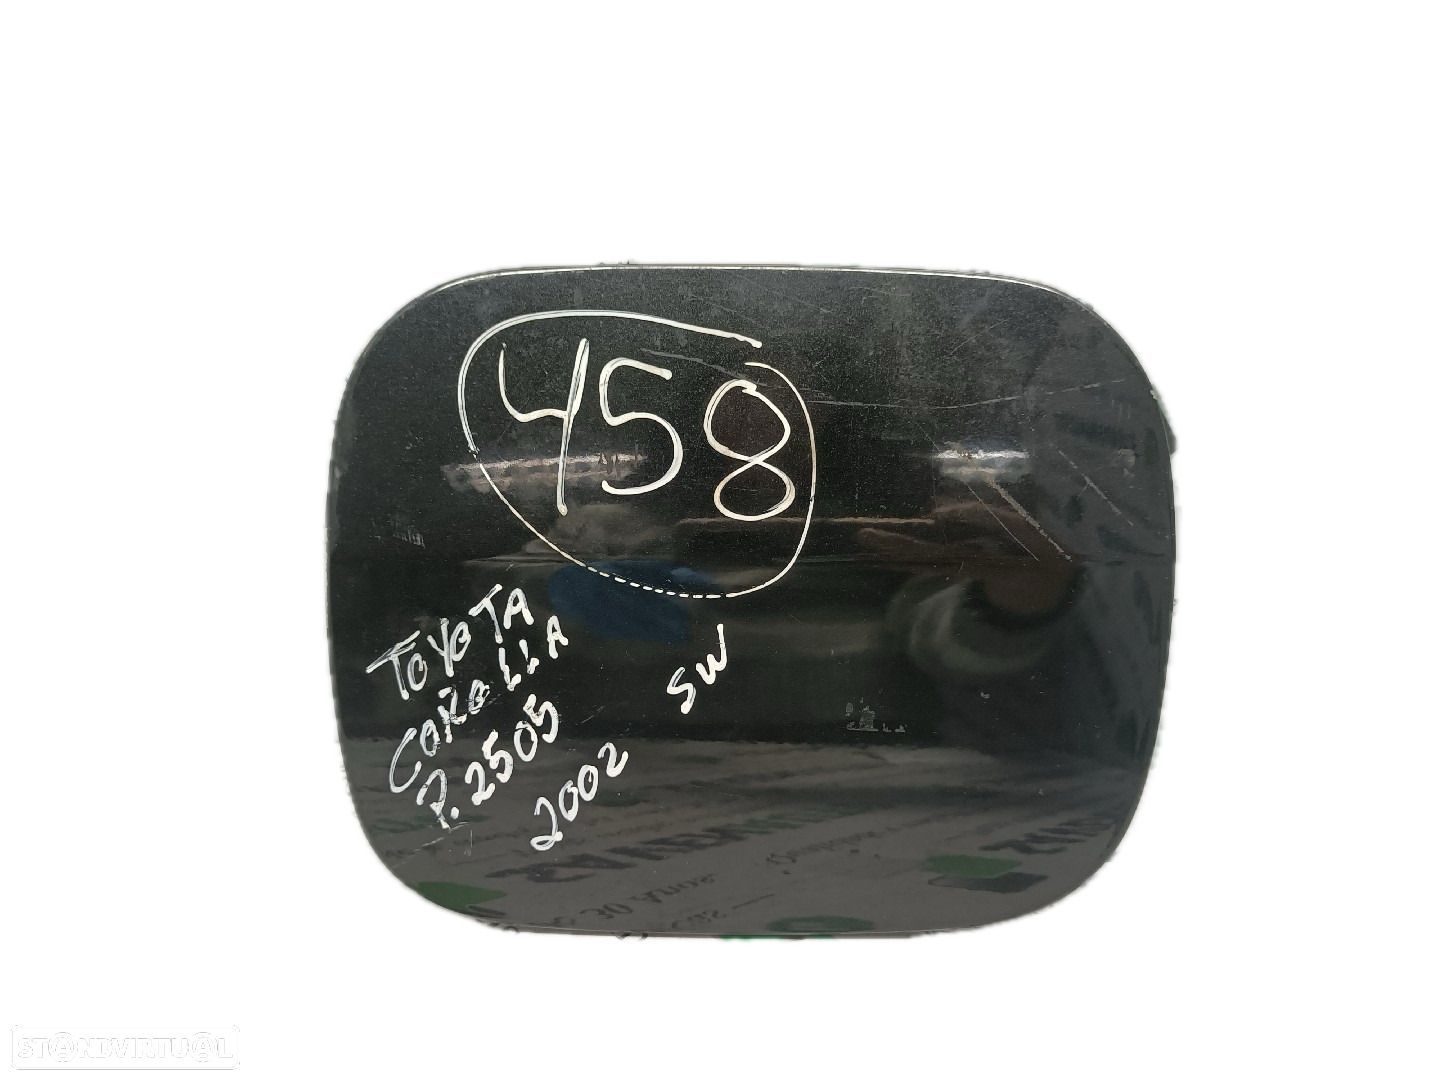 458
TOYOTA
COROLLA
P.2505
2002
SW
STANDVIRTUAL